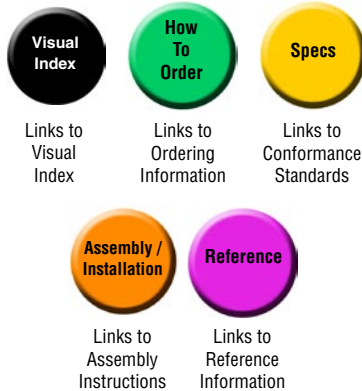 Visual
Index
How
To
Order
Specs
Links to
Visual
Index
Links to
Ordering
Information
Links to
Conformance
Standards
Assembly /
Installation
Reference
Links to
Assembly
Instructions
Links to
Reference
Information